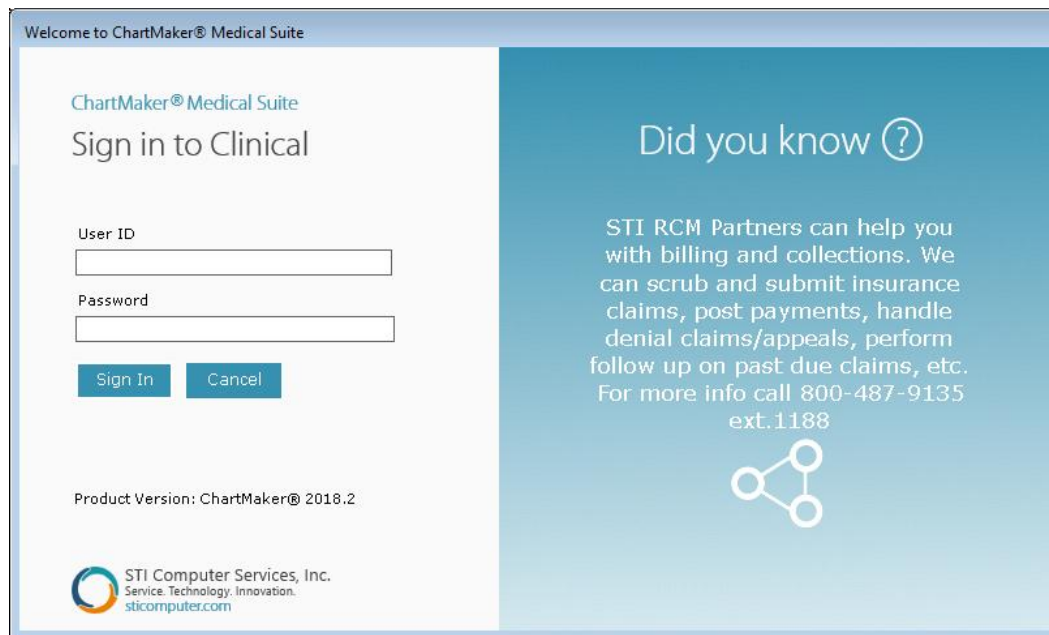 Welcome to ChartMaker® Medical Suite
ChartMaker® Medical Suite
Sign in to Clinical
User ID
Password
Sign In
Cancel
Product Version: ChartMaker® 2018.2
STI Computer Services, Inc.
Service. Technology. Innovation.
sticomputer.com
Did you know ?
STI RCM Partners can help you
with billing and collections. We
can scrub and submit insurance
claims, post payments, handle
denial claims/appeals, perform
follow up on past due claims, etc.
For more info call 800-487-9135
ext.1188